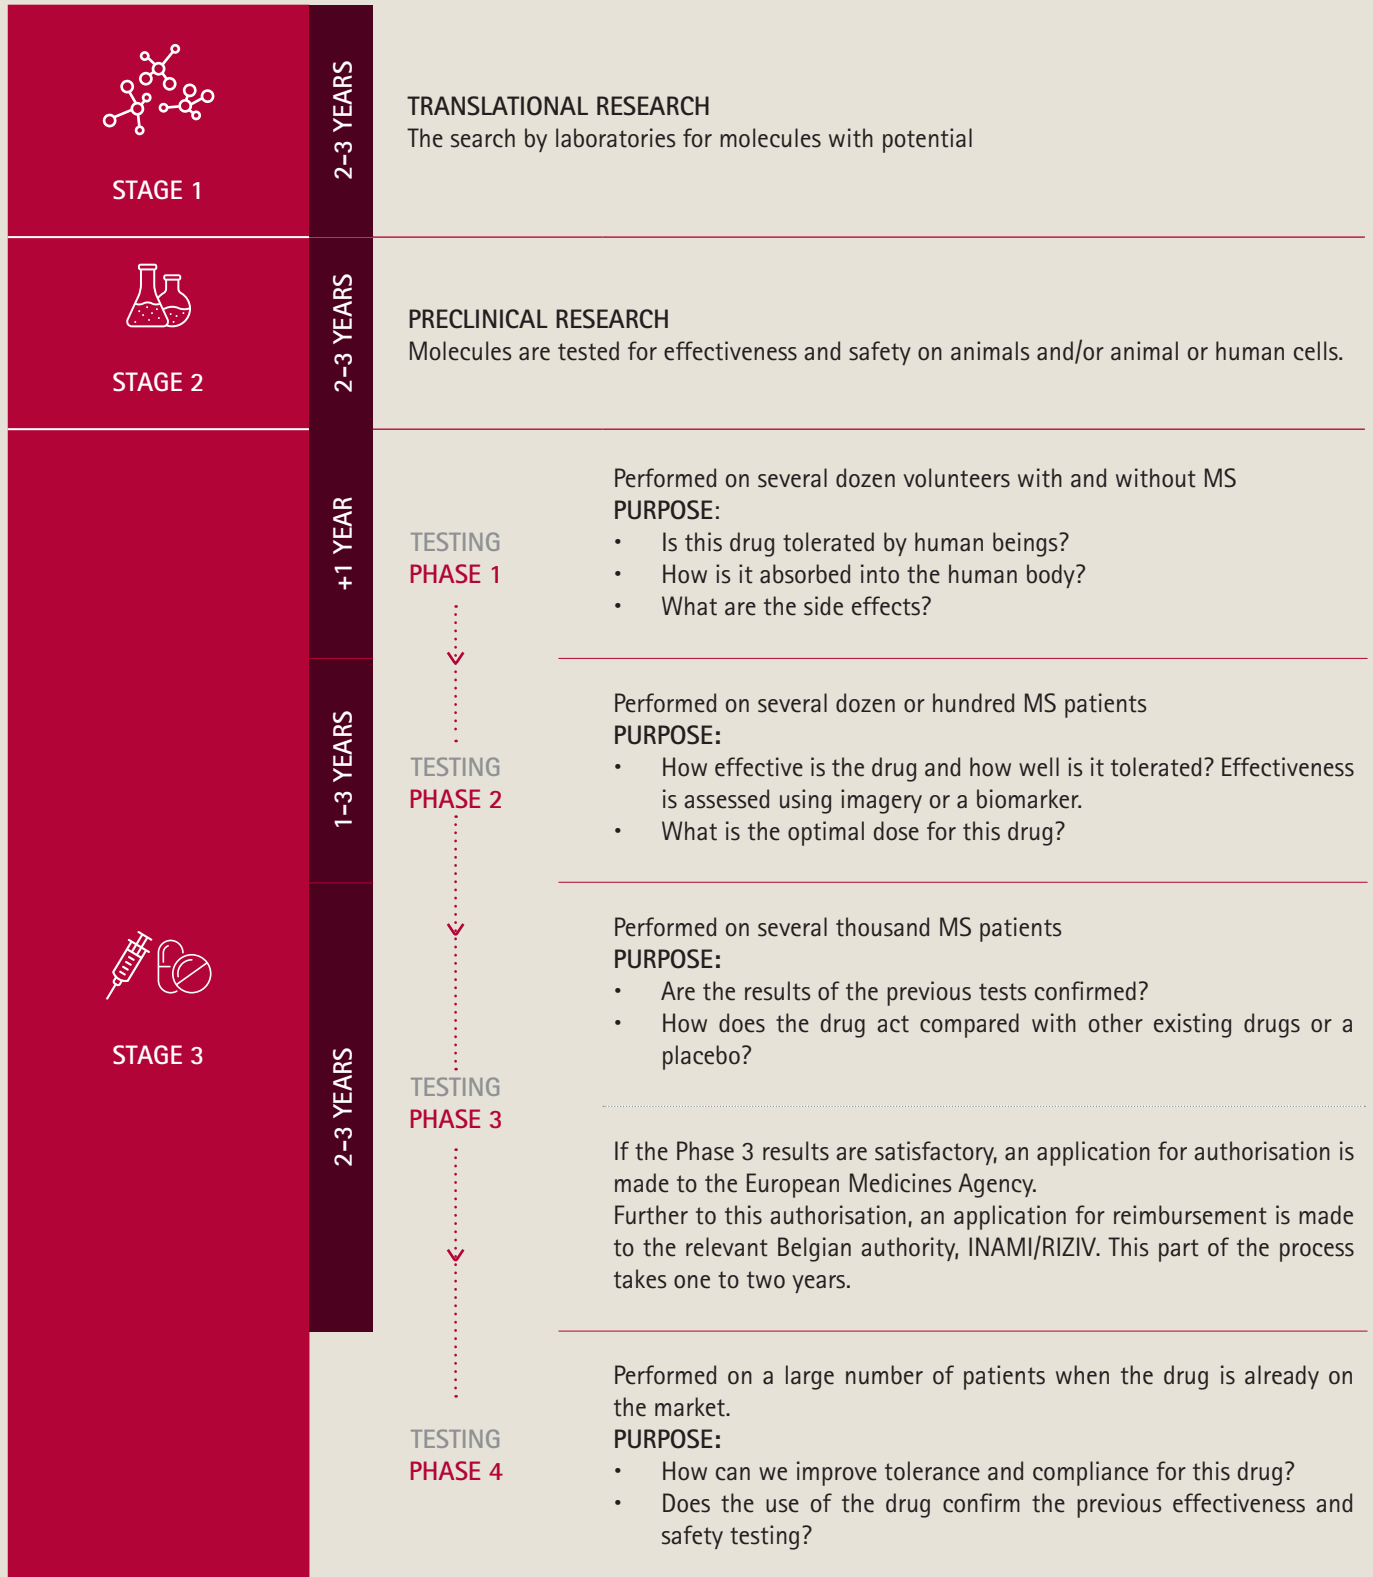 STAGE 1
2-3 YEARS
TRANSLATIONAL RESEARCH
The search by laboratories for molecules with potential
STAGE 2
2-3 YEARS
PRECLINICAL RESEARCH
Molecules are tested for effectiveness and safety on animals and/or animal or human cells.
STAGE 3
+1 YEAR
TESTING
PHASE 1
Performed on several dozen volunteers with and without MS
PURPOSE:
• Is this drug tolerated by human beings?
• How is it absorbed into the human body?
• What are the side effects?
1-3 YEARS
TESTING
PHASE 2
Performed on several dozen or hundred MS patients
PURPOSE:
• How effective is the drug and how well is it tolerated? Effectiveness
is assessed using imagery or a biomarker.
• What is the optimal dose for this drug?
2-3 YEARS
TESTING
PHASE 3
Performed on several thousand MS patients
PURPOSE:
• Are the results of the previous tests confirmed?
• How does the drug act compared with other existing drugs or a
placebo?
If the Phase 3 results are satisfactory, an application for authorisation is
made to the European Medicines Agency.
Further to this authorisation, an application for reimbursement is made
to the relevant Belgian authority, INAMI/RIZIV. This part of the process
takes one to two years.
TESTING
PHASE 4
Performed on a large number of patients when the drug is already on
the market.
PURPOSE:
• How can we improve tolerance and compliance for this drug?
• Does the use of the drug confirm the previous effectiveness and
safety testing?